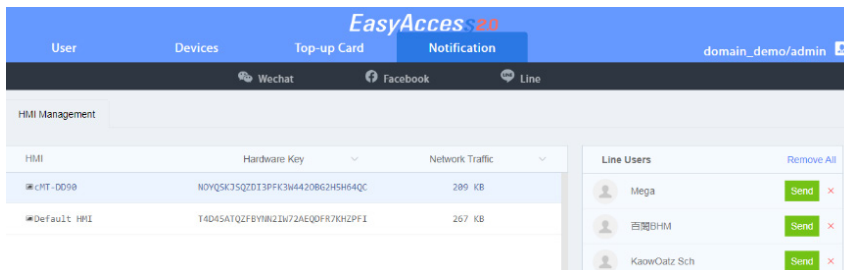 EasyAccess2.0
User Devices Top-up Card Notification domain_demo/admin
Wechat Facebook Line
HMI Management
HMI Hardware Key Network Traffic
cMT-DD90 209 KB
Default HMI 267 KB
Line Users Remove All
Mega Send
BHM Send
KaowOatz Sch Send